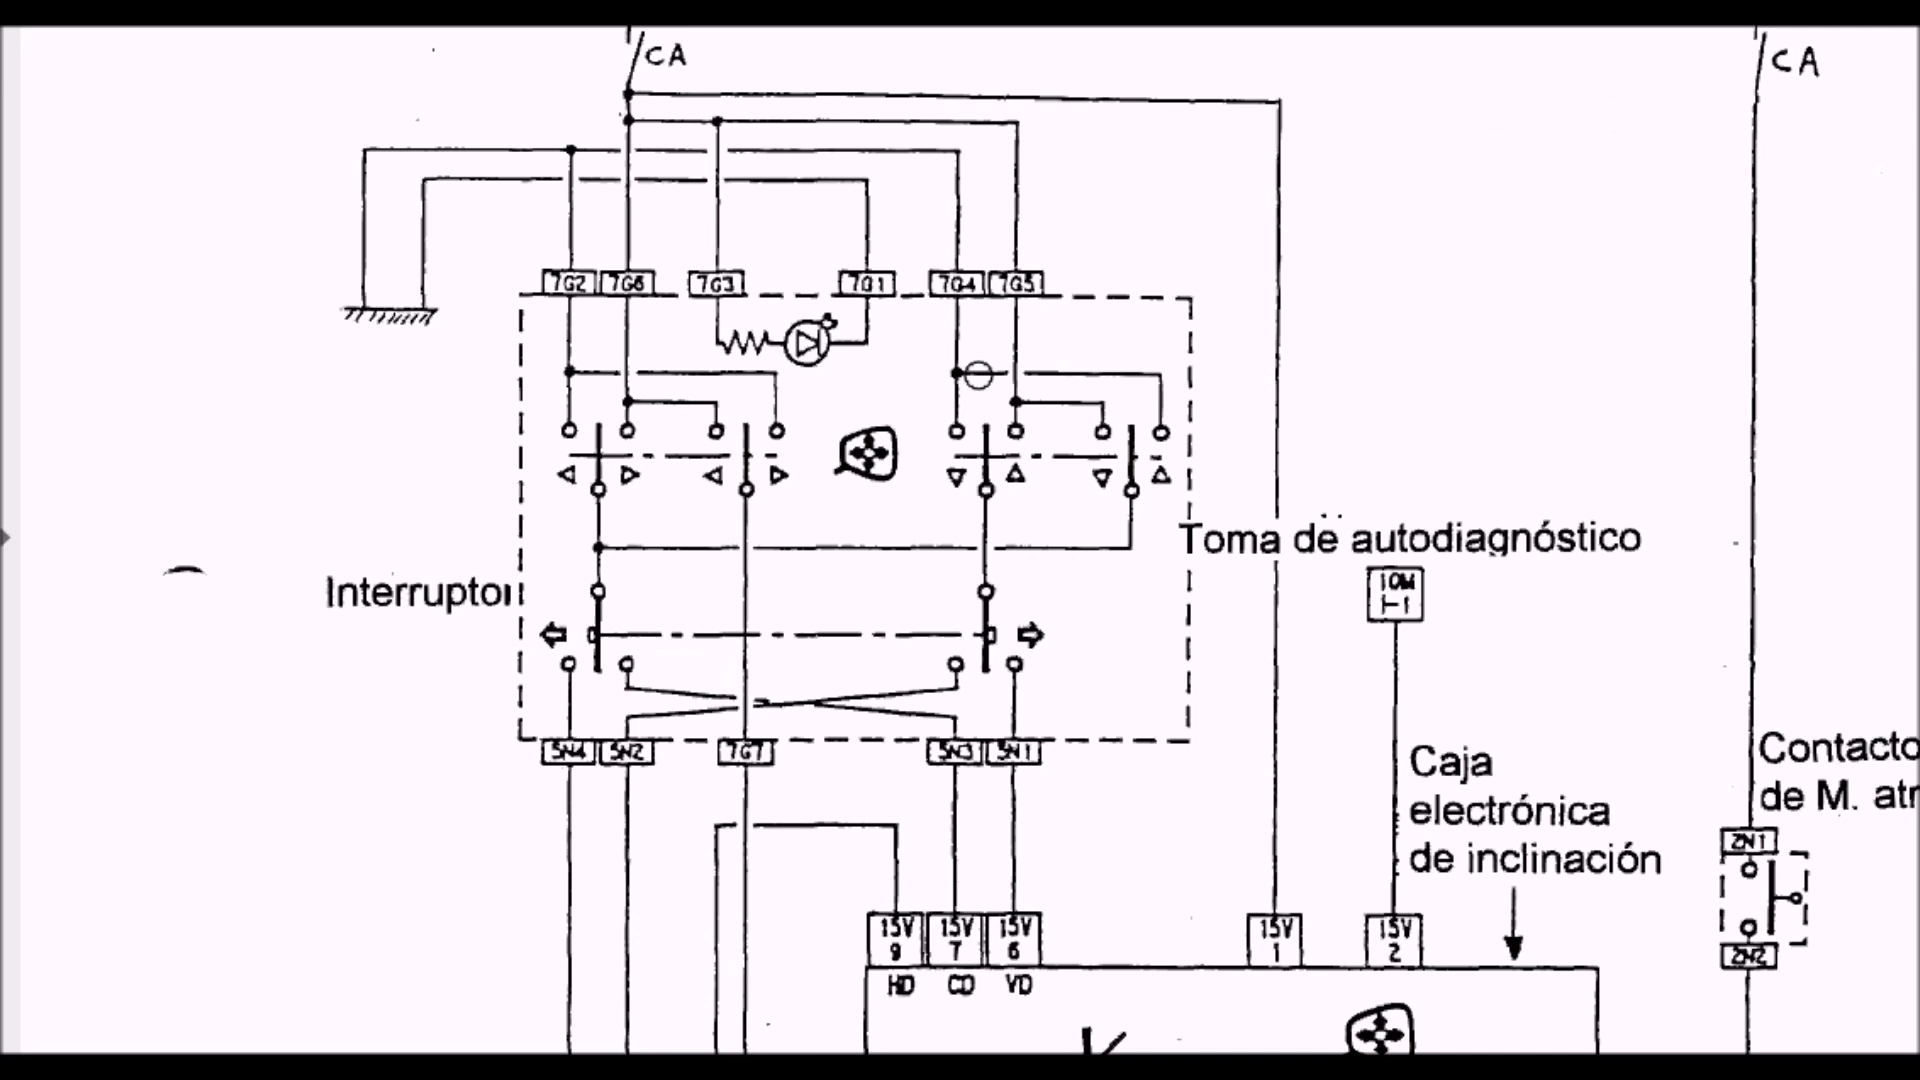 CA
CA
7G2 7G6 7G3 7G1 7G4 7G5
Toma de autodiagnóstico
10M
1
Interruptor
5N4 5N2 7G7 5N3 5N1
Caja
electrónica
de inclinación
Contacto
de M. atr
2N1
2N2
15V 15V 15V 15V 15V
9 7 6 1 2
HD CD VD